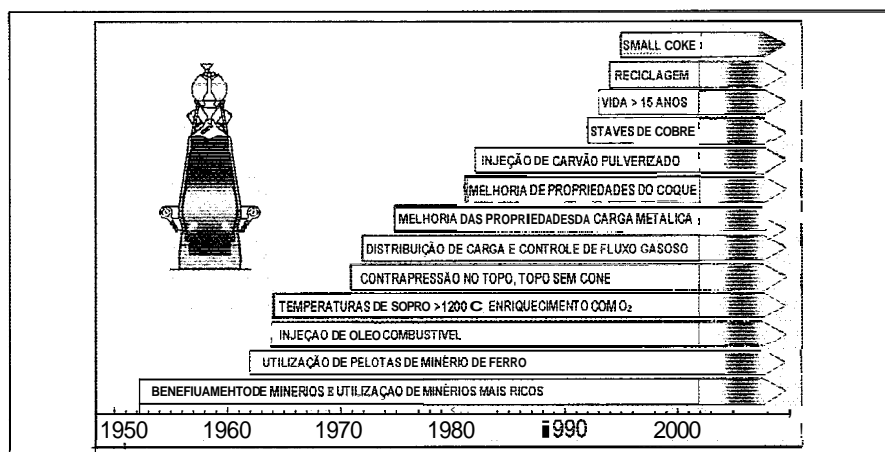 SMALL COKE
RECICLAGEM
VIDA > 15 ANOS
STAVES DE COBRE
INJEÇÃO DE CARVÃO PULVERIZADO
MELHORIA DE PROPRIEDADES DO COQUE
MELHORIA DAS PROPRIEDADESDA CARGA METALICA
DISTRIBUIÇÃO DE CARGA E CONTROLE DE FLUXO GASOSO
CONTRAPRESSÃO NO TOPO, TOPO SEM CONE
TEMPERATURAS DE SOPRO >1200 C ENRIQUECIMENTO COM O₂
INJEÇAO DE OLEO COMBUSTIVEL
UTILIZAÇÃO DE PELOTAS DE MINÉRIO DE FERRO
BENEFIUAMEHTODE MINERIOS E UTILIZAÇAO DE MINÉRIOS MAIS RICOS
1950 1960 1970 1980 i990 2000